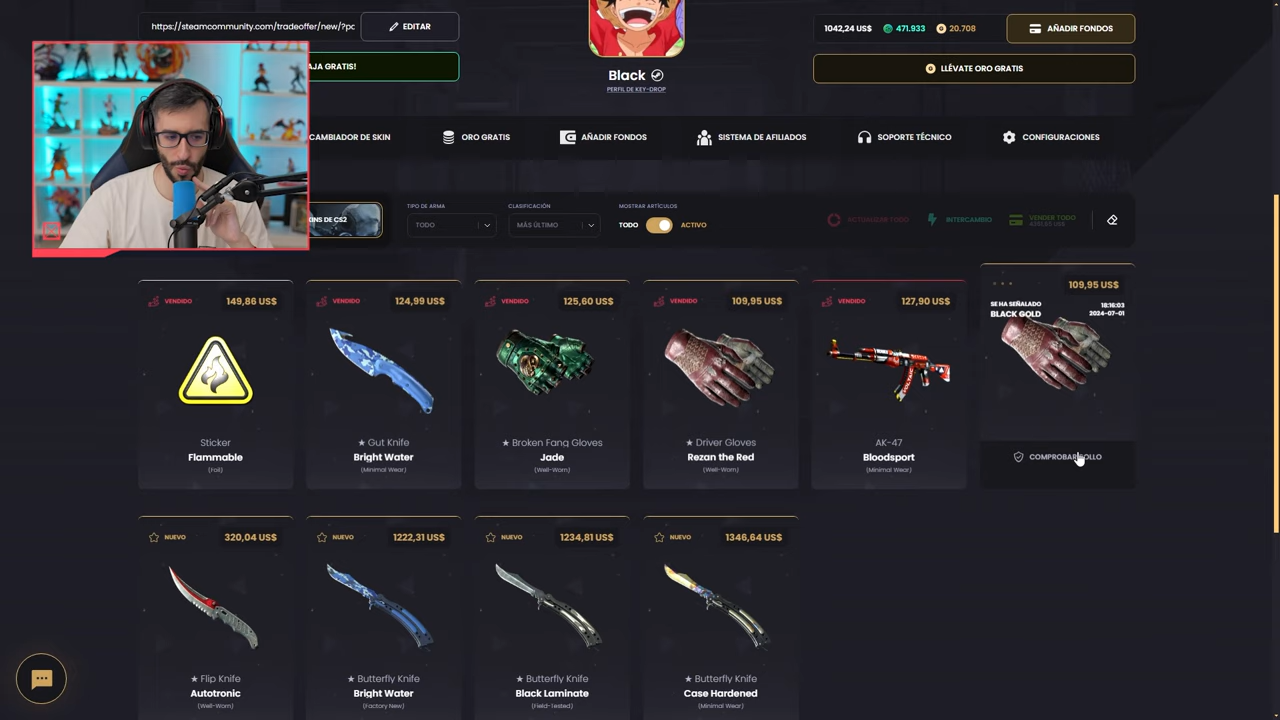 https://steamcommunity.com/tradeoffer/new/?pc
EDITAR
AJA GRATIS!
Black
PERFIL DE KEY-DROP
1042,24 US$
471.933
20.708
AÑADIR FONDOS
LLÉVATE ORO GRATIS
CAMBIADOR DE SKIN
ORO GRATIS
AÑADIR FONDOS
SISTEMA DE AFILIADOS
SOPORTE TÉCNICO
CONFIGURACIONES
KINS DE CS2
TIPO DE ARMA
TODO
CLASIFICACIÓN
MÁS ÚLTIMO
MOSTRAR ARTÍCULOS
TODO
ACTIVO
ACTUALIZAR TODO
INTERCAMBIO
VENDER TODO
VENDIDO
149,86 US$
Sticker
Flammable
(Foil)
VENDIDO
124,99 US$
★ Gut Knife
Bright Water
(Minimal Wear)
VENDIDO
125,60 US$
★ Broken Fang Gloves
Jade
(Well-Worn)
VENDIDO
109,95 US$
★ Driver Gloves
Rezan the Red
(Well-Worn)
VENDIDO
127,90 US$
AK-47
Bloodsport
(Minimal Wear)
109,95 US$
SE HA SEÑALADO
BLACK GOLD
18:16:03
2024-07-01
NUEVO
320,04 US$
★ Flip Knife
Autotronic
(Well-Worn)
NUEVO
1222,31 US$
★ Butterfly Knife
Bright Water
(Factory New)
NUEVO
1234,81 US$
★ Butterfly Knife
Black Laminate
(Field-Tested)
NUEVO
1346,64 US$
★ Butterfly Knife
Case Hardened
(Minimal Wear)